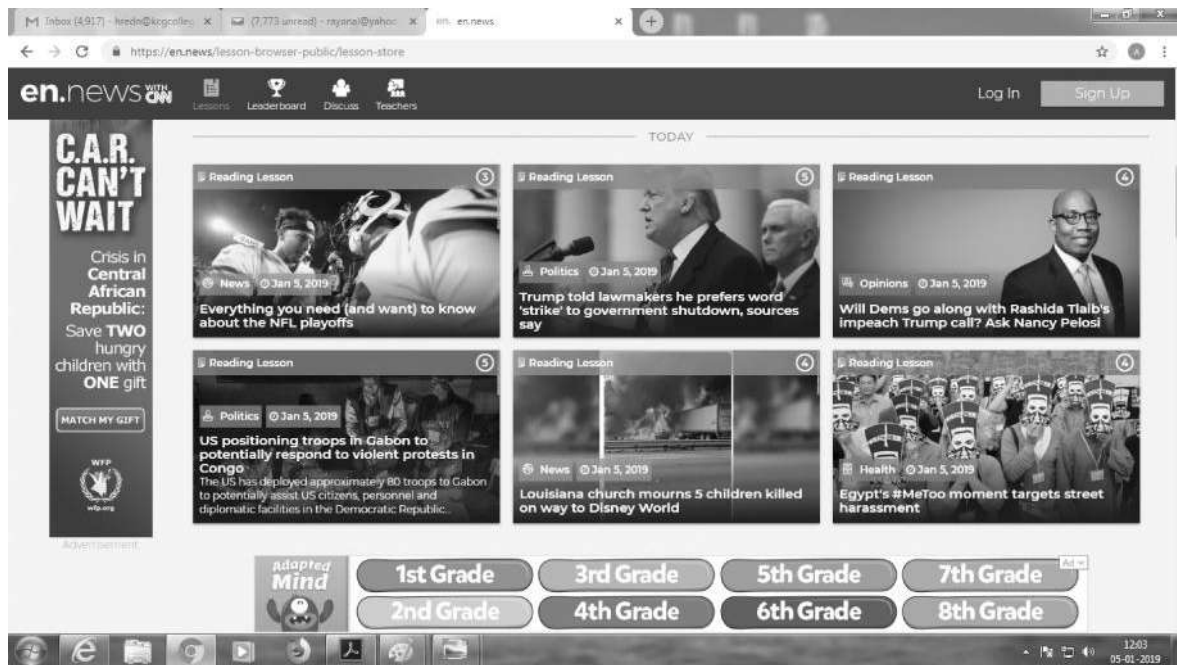 Inbox (4,917) - hredn@kcgcolleg
(7,773 unread) - rayonal@yahoo
en. en.news
https://en.news/lesson-browser-public/lesson-store
en.news WITH CNN
Lessons
Leaderboard
Discuss
Teachers
Log In
Sign Up
C.A.R.
CAN'T
WAIT
Crisis in
Central
African
Republic:
Save TWO
hungry
children with
ONE gift
MATCH MY GIFT
WFP
wfp.org
Advertisement
TODAY
Reading Lesson
3
News Jan 5, 2019
Everything you need (and want) to know
about the NFL playoffs
Reading Lesson
5
Politics Jan 5, 2019
Trump told lawmakers he prefers word
'strike' to government shutdown, sources
say
Reading Lesson
4
Opinions Jan 5, 2019
Will Dems go along with Rashida Tlaib's
impeach Trump call? Ask Nancy Pelosi
Reading Lesson
5
Politics Jan 5, 2019
US positioning troops in Gabon to
potentially respond to violent protests in
Congo
The US has deployed approximately 80 troops to Gabon
to potentially assist US citizens, personnel and
diplomatic facilities in the Democratic Republic...
Reading Lesson
4
News Jan 5, 2019
Louisiana church mourns 5 children killed
on way to Disney World
Reading Lesson
4
Health Jan 5, 2019
Egypt's #MeToo moment targets street
harassment
Adapted
Mind
1st Grade
3rd Grade
5th Grade
7th Grade
2nd Grade
4th Grade
6th Grade
8th Grade
Ad
12:03
05-01-2019